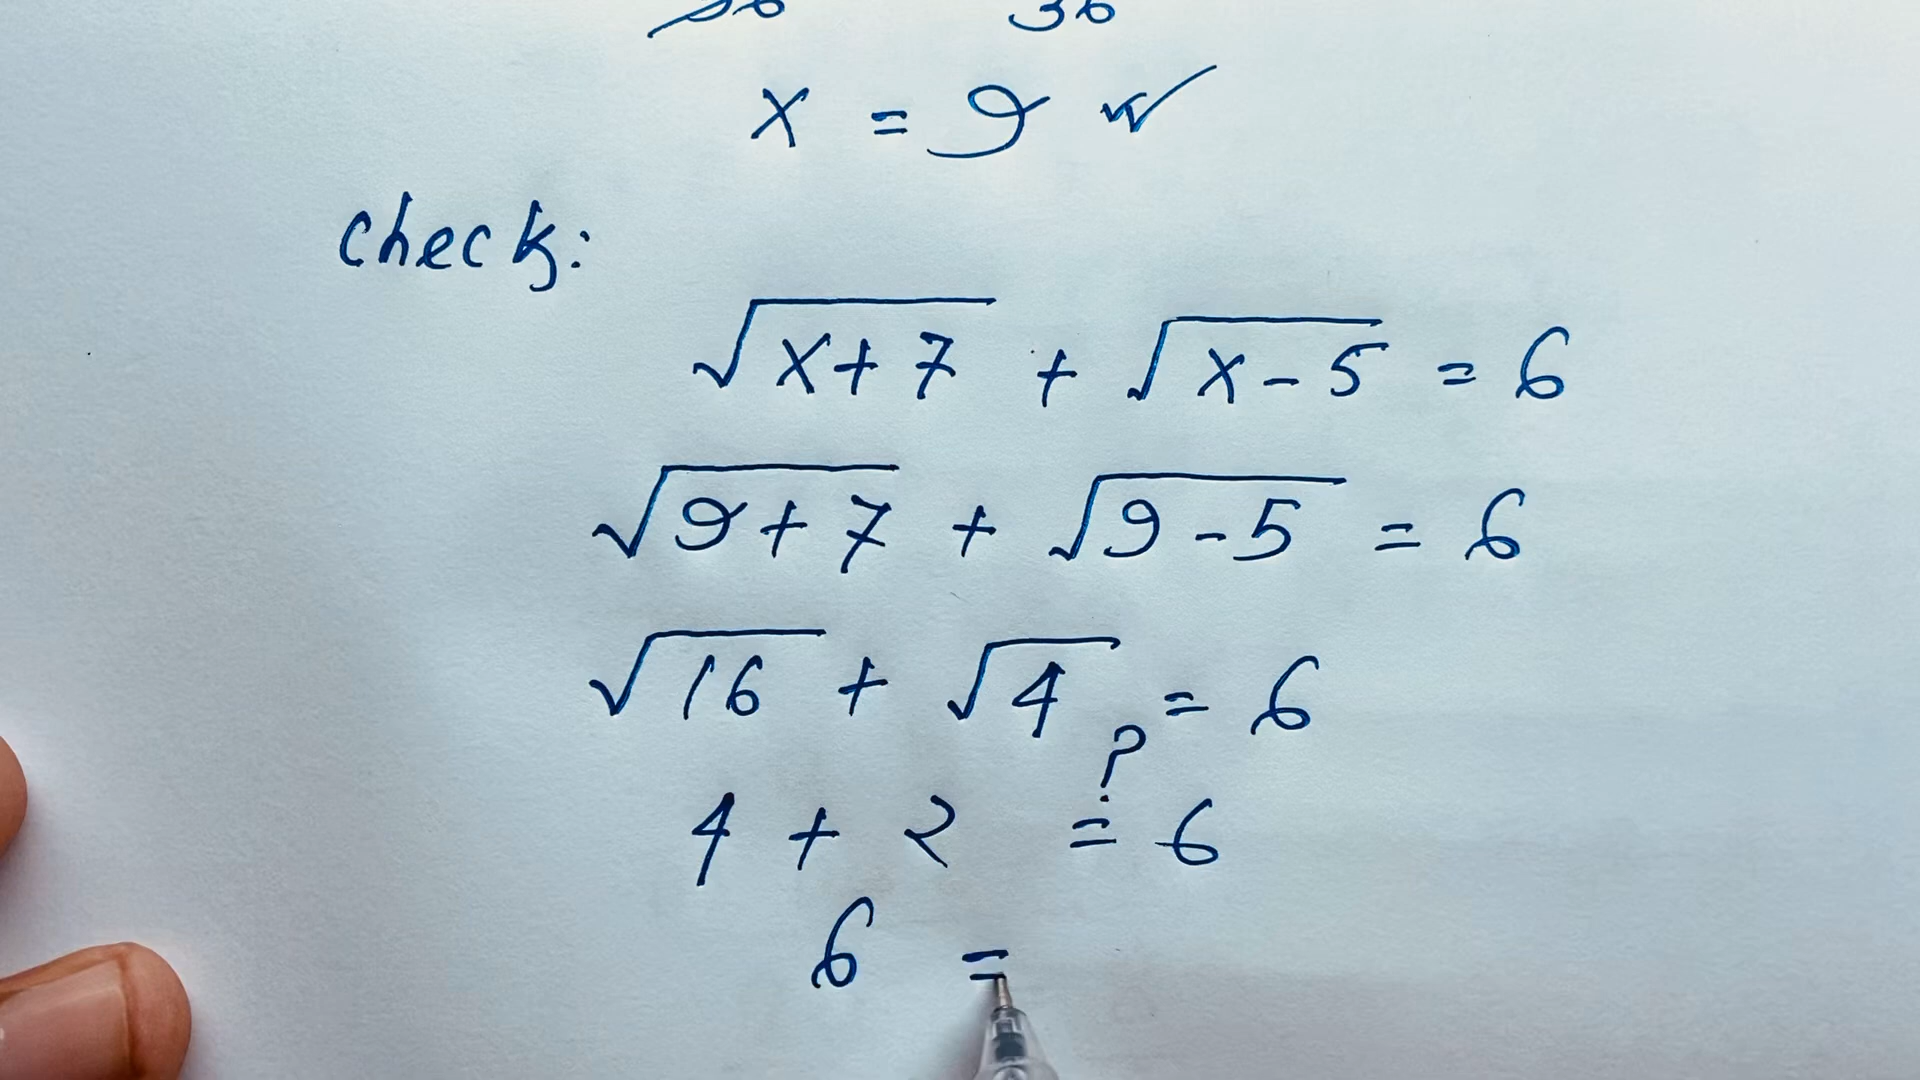 x = 9 ✓
check:
√(x+7) + √(x-5) = 6
√(9+7) + √(9-5) = 6
√16 + √4 = 6
?
4 + 2 = 6
6 =